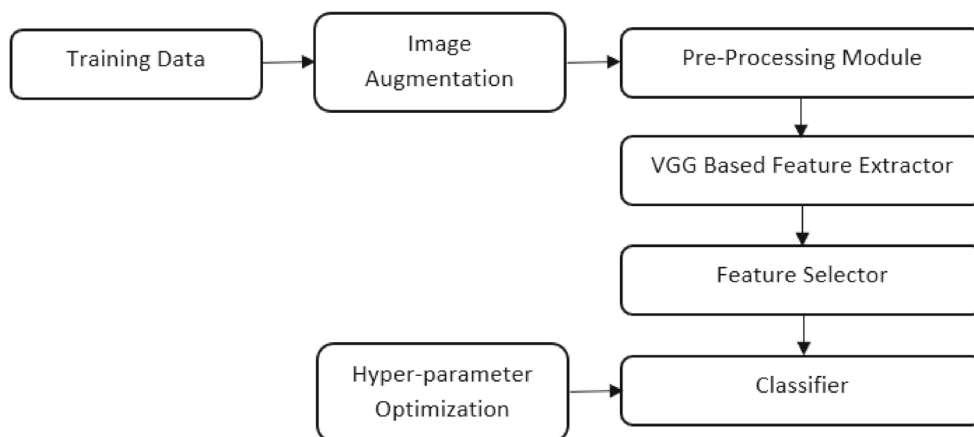 Training Data
Image
Augmentation
Pre-Processing Module
VGG Based Feature Extractor
Feature Selector
Hyper-parameter
Optimization
Classifier